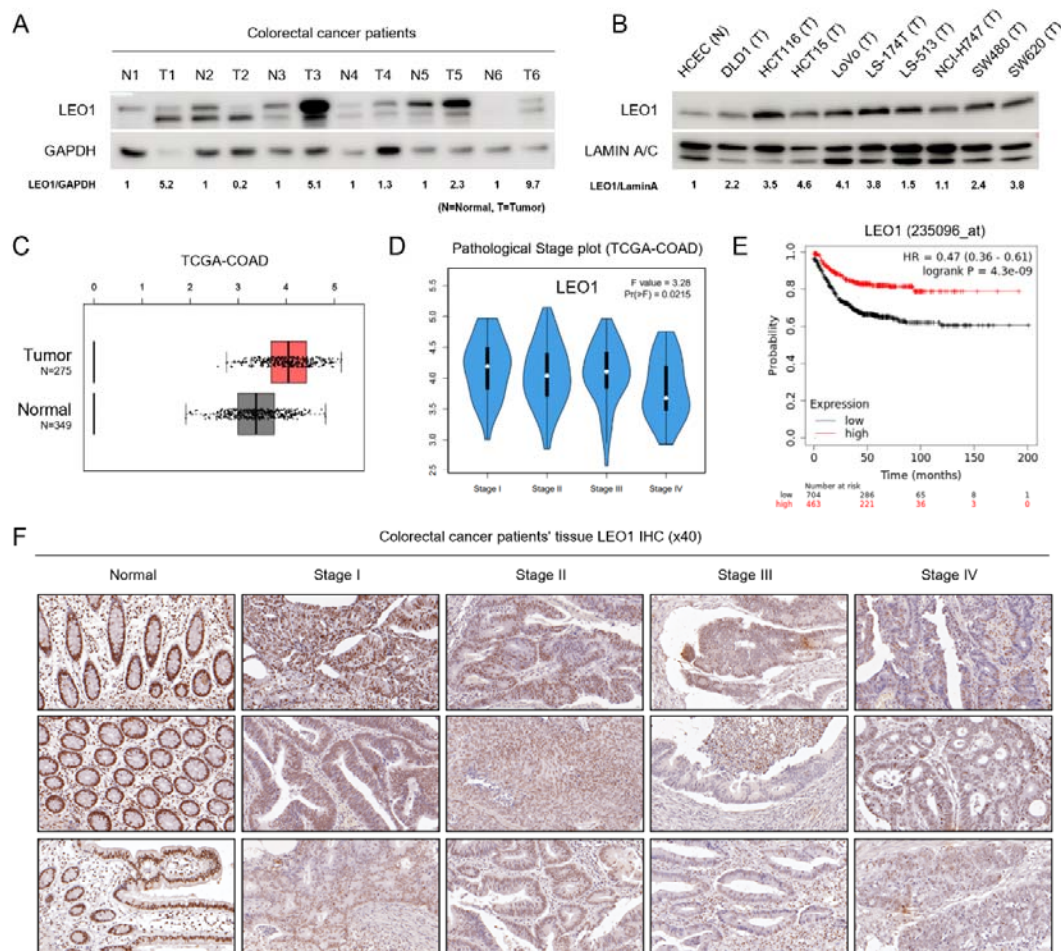 A
Colorectal cancer patients
N1 T1 N2 T2 N3 T3 N4 T4 N5 T5 N6 T6
LEO1
GAPDH
LEO1/GAPDH 1 5.2 1 0.2 1 5.1 1 1.3 1 2.3 1 9.7
(N=Normal, T=Tumor)
B
HCEC (N) DLD1 (T) HCT116 (T) HCT15 (T) LoVo (T) LS-174T (T) LS-513 (T) NCI-H747 (T) SW480 (T) SW620 (T)
LEO1
LAMIN A/C
LEO1/LaminA 1 2.2 3.5 4.6 4.1 3.8 1.5 1.1 2.4 3.8
C
TCGA-COAD
0 1 2 3 4 5
Tumor
N=275
Normal
N=349
D
Pathological Stage plot (TCGA-COAD)
LEO1
F value = 3.28
Pr(>F) = 0.0215
5.5
5.0
4.5
4.0
3.5
3.0
2.5
Stage I Stage II Stage III Stage IV
E
LEO1 (235096_at)
HR = 0.47 (0.36 - 0.61)
logrank P = 4.3e-09
Probability
1.0
0.8
0.6
0.4
0.2
0.0
Expression
low
high
0 50 100 150 200
Time (months)
Number at risk
low 704 286 65 8 1
high 463 221 36 3 0
F
Colorectal cancer patients' tissue LEO1 IHC (x40)
Normal Stage I Stage II Stage III Stage IV